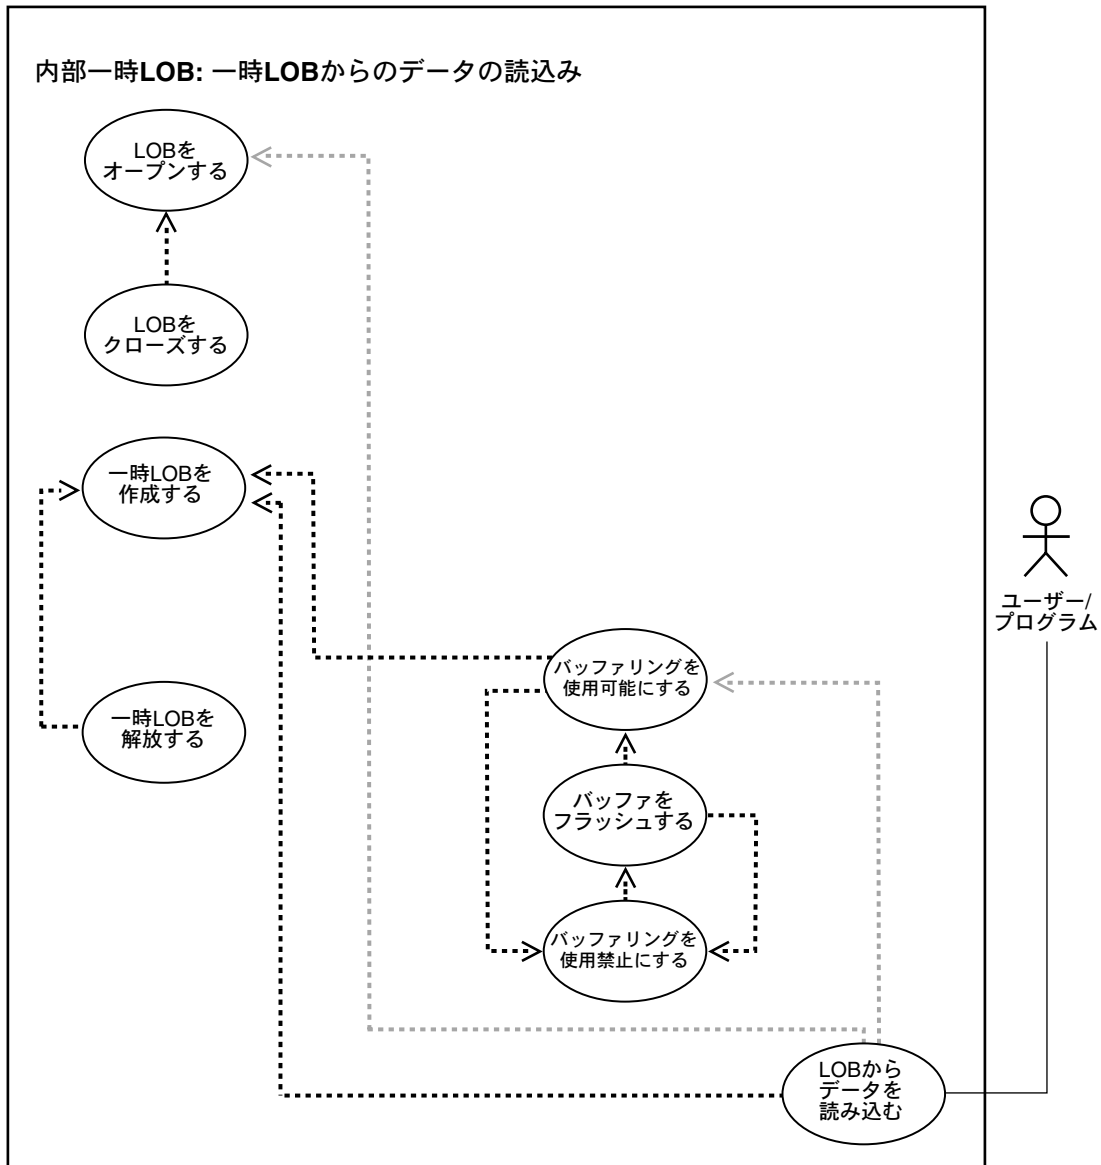 内部一時LOB: 一時LOBからのデータの読込み
LOBを
オープンする
LOBを
クローズする
一時LOBを
作成する
ユーザー/
プログラム
バッファリングを
使用可能にする
一時LOBを
解放する
バッファを
フラッシュする
バッファリングを
使用禁止にする
LOBから
データを
読み込む